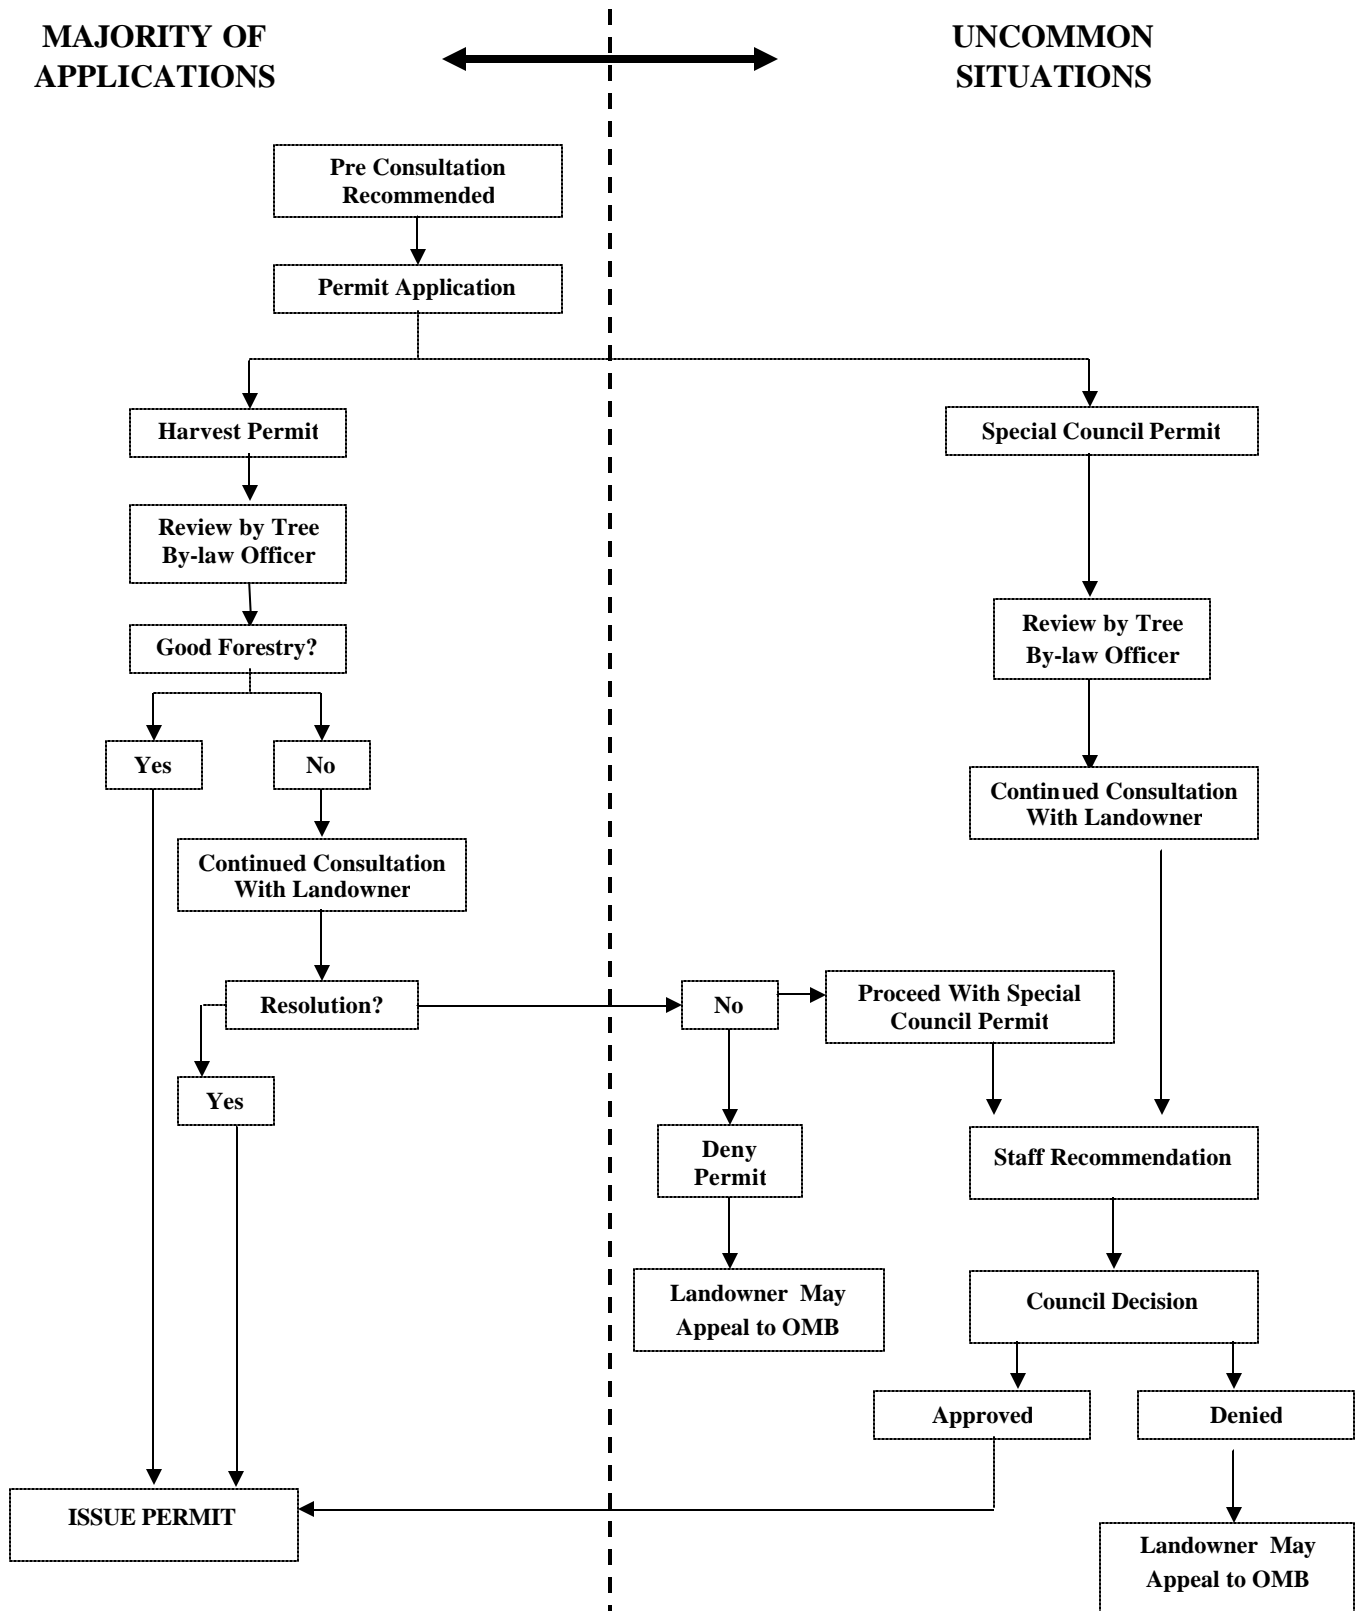 MAJORITY OF
APPLICATIONS
UNCOMMON
SITUATIONS
Pre Consultation
Recommended
Permit Application
Harvest Permit
Special Council Permit
Review by Tree
By-law Officer
Good Forestry?
Review by Tree
By-law Officer
Yes
No
Continued Consultation
With Landowner
Continued Consultation
With Landowner
Resolution?
No
Proceed With Special
Council Permit
Yes
Deny
Permit
Staff Recommendation
Landowner May
Appeal to OMB
Council Decision
Approved
Denied
ISSUE PERMIT
Landowner May
Appeal to OMB